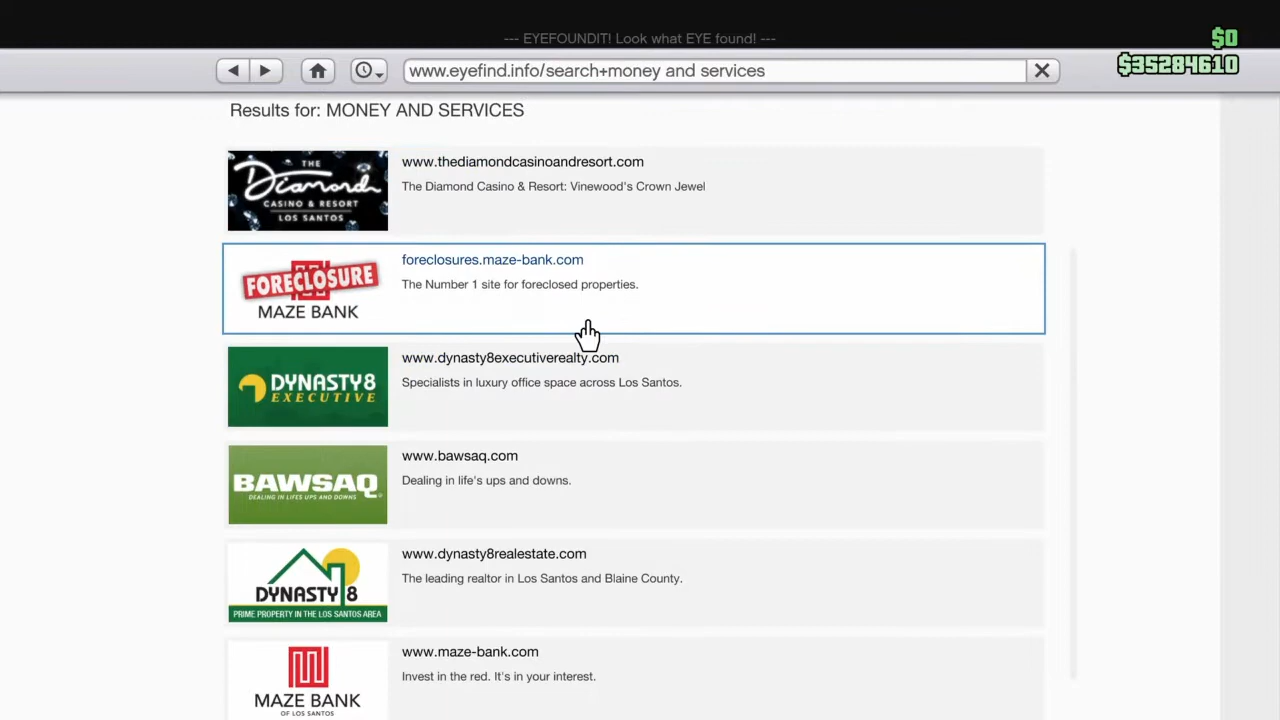 --- EYEFOUNDIT! Look what EYE found! ---
$0
www.eyefind.info/search+money and services
$35284610
Results for: MONEY AND SERVICES
THE
Diamond
CASINO & RESORT
LOS SANTOS
www.thediamondcasinoandresort.com
The Diamond Casino & Resort: Vinewood's Crown Jewel
FORECLOSURE
MAZE BANK
foreclosures.maze-bank.com
The Number 1 site for foreclosed properties.
DYNASTY8
EXECUTIVE
www.dynasty8executiverealty.com
Specialists in luxury office space across Los Santos.
BAWSAQ
DEALING IN LIFES UPS AND DOWNS
www.bawsaq.com
Dealing in life's ups and downs.
DYNASTY 8
PRIME PROPERTY IN THE LOS SANTOS AREA
www.dynasty8realestate.com
The leading realtor in Los Santos and Blaine County.
MAZE BANK
OF LOS SANTOS
www.maze-bank.com
Invest in the red. It's in your interest.